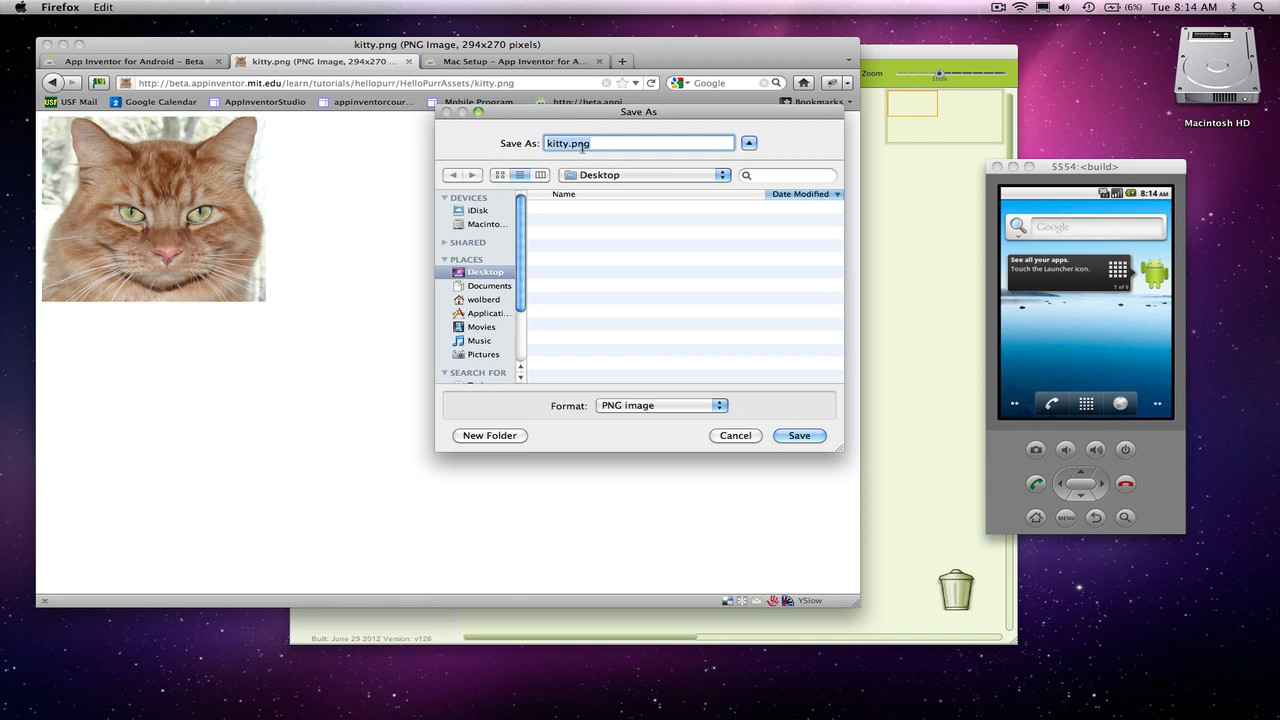 Firefox Edit
(6%) Tue 8:14 AM
kitty.png (PNG Image, 294x270 pixels)
App Inventor for Android - Beta
kitty.png (PNG Image, 294x270 ...
Mac Setup - App Inventor for A...
http://beta.appinventor.mit.edu/learn/tutorials/hellopurr/HelloPurrAssets/kitty.png
Google
USF Mail
2 Google Calendar
AppInventorStudio
appinventorcour...
Mobile Program
http://beta.appi
Bookmarks
Zoom
100%
Macintosh HD
Save As
Save As: kitty.png
Desktop
DEVICES
iDisk
Macinto...
SHARED
PLACES
Desktop
Documents
wolberd
Applicati...
Movies
Music
Pictures
SEARCH FOR
Name Date Modified
Format: PNG image
New Folder Cancel Save
5554:<build>
8:14 AM
Google
See all your apps.
Touch the Launcher icon.
1 of 6
MENU
YSlow
Built: June 29 2012 Version: v126